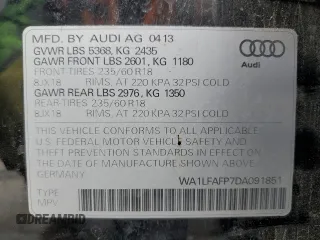 MFD. BY AUDI AG 0413
GVWR LBS 5368, KG 2435
GAWR FRONT LBS 2601, KG 1180
FRONT TIRES 235/60 R18
8JX18 RIMS, AT 220 KPA/32 PSI COLD
GAWR REAR LBS 2976, KG 1350
REAR TIRES 235/60 R18
8JX18 RIMS, AT 220 KPA/32 PSI COLD
Audi
THIS VEHICLE CONFORMS TO ALL APPLICABLE
U.S. FEDERAL MOTOR VEHICLE SAFETY AND
THEFT PREVENTION STANDARDS IN EFFECT ON
THE DATE OF MANUFACTURE SHOWN ABOVE
GERMANY
WA1LFAFP7DA091851
TYPE:
MPV